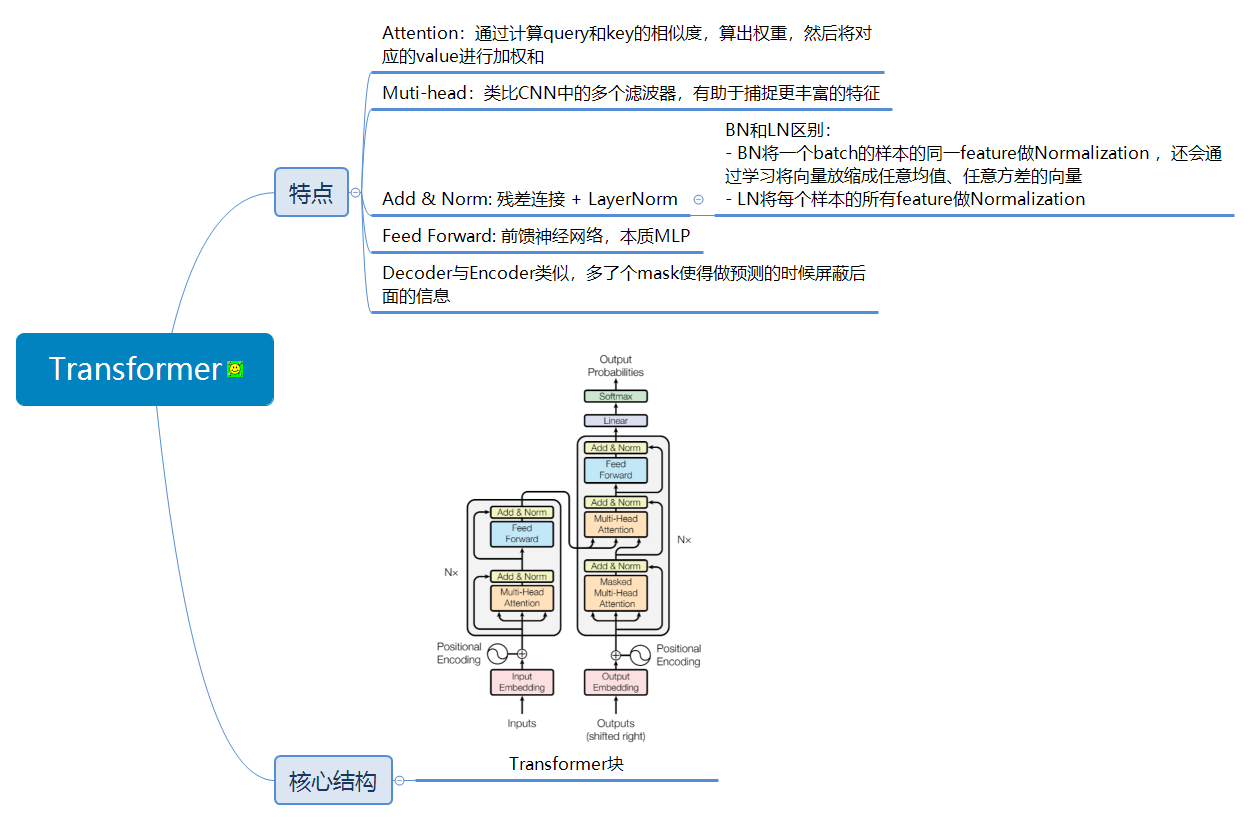 Attention：通过计算query和key的相似度，算出权重，然后将对
应的value进行加权和
Muti-head：类比CNN中的多个滤波器，有助于捕捉更丰富的特征
BN和LN区别：
- BN将一个batch的样本的同一feature做Normalization ，还会通
过学习将向量放缩成任意均值、任意方差的向量
- LN将每个样本的所有feature做Normalization
特点
Add & Norm: 残差连接 + LayerNorm
Feed Forward: 前馈神经网络，本质MLP
Decoder与Encoder类似，多了个mask使得做预测的时候屏蔽后
面的信息
Transformer
Output
Probabilities
Softmax
Linear
Add & Norm
Feed
Forward
Add & Norm
Multi-Head
Attention
Nx
Add & Norm
Masked
Multi-Head
Attention
Add & Norm
Feed
Forward
Nx
Add & Norm
Multi-Head
Attention
Positional
Encoding
Positional
Encoding
Input
Embedding
Output
Embedding
Inputs
Outputs
(shifted right)
核心结构
Transformer块